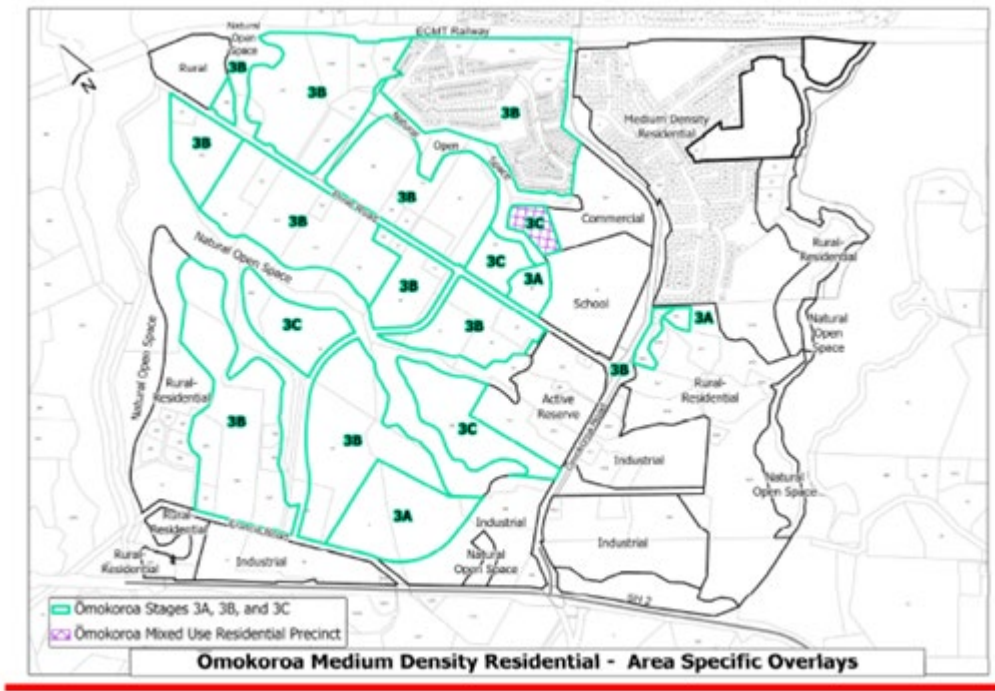 Natural
Open
Space
ECMT Railway
Rural
3B
3B
3B
N
Medium Density
Residential
3B
Natural
Open
Space
3B
3B
3C
Commercial
Rural-
Residential
Natural Open Space
3C
3A
3B
School
3C
3B
3A
Natural
Open
Space
Natural Open Space
Rural-
Residential
3B
Active
Reserve
Rural-
Residential
3B
3B
3C
Omokoroa Road
Industrial
Natural
Open Space
3A
Industrial
Rural-
Residential
Industrial
Rural-
Residential
Industrial
Natural
Open Space
SH 2
Ōmokoroa Stages 3A, 3B, and 3C
Ōmokoroa Mixed Use Residential Precinct
Omokoroa Medium Density Residential - Area Specific Overlays